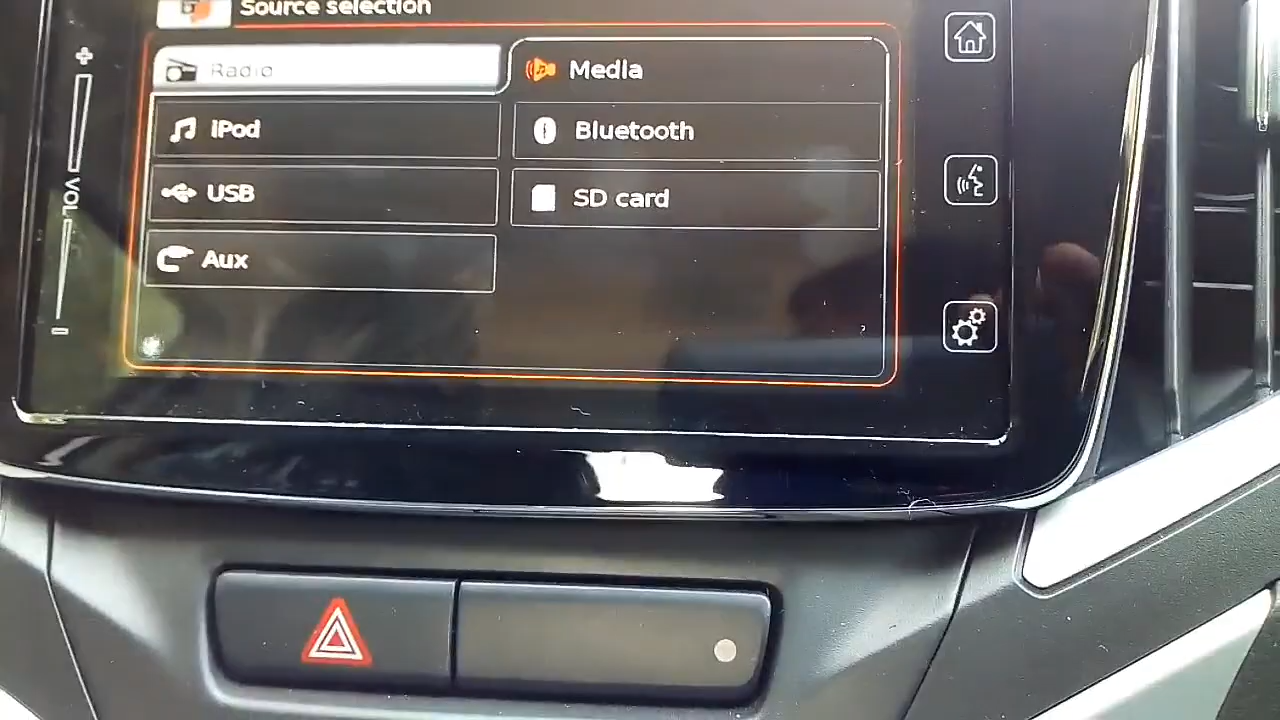 Source selection
Radio
Media
iPod
Bluetooth
USB
SD card
Aux
+
VOL
-